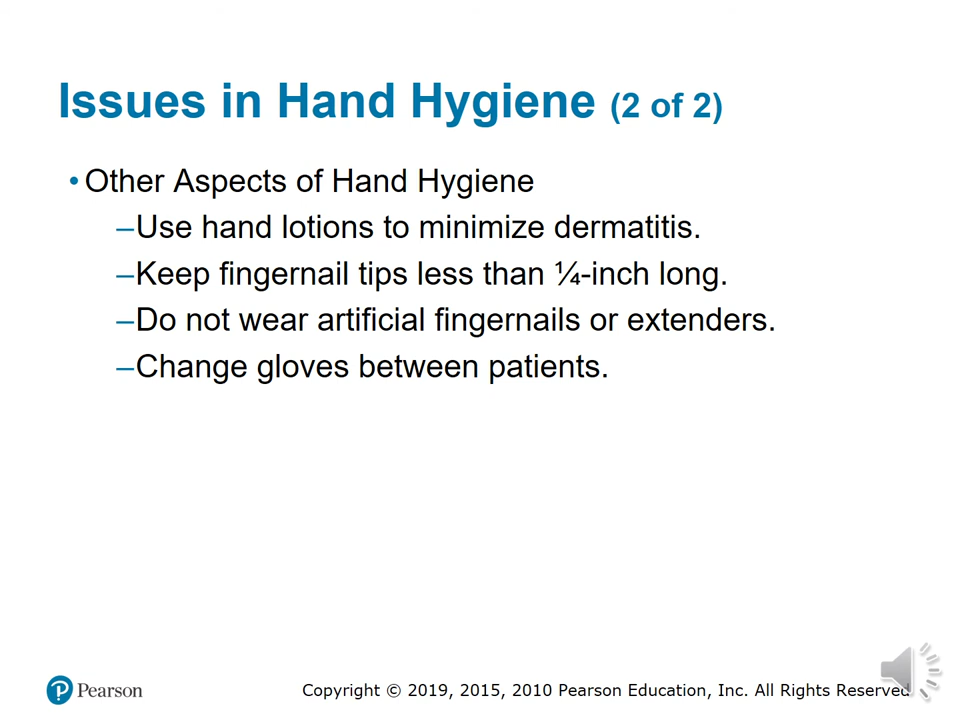 Issues in Hand Hygiene (2 of 2)
• Other Aspects of Hand Hygiene
–Use hand lotions to minimize dermatitis.
–Keep fingernail tips less than ¼-inch long.
–Do not wear artificial fingernails or extenders.
–Change gloves between patients.
Pearson
Copyright © 2019, 2015, 2010 Pearson Education, Inc. All Rights Reserved